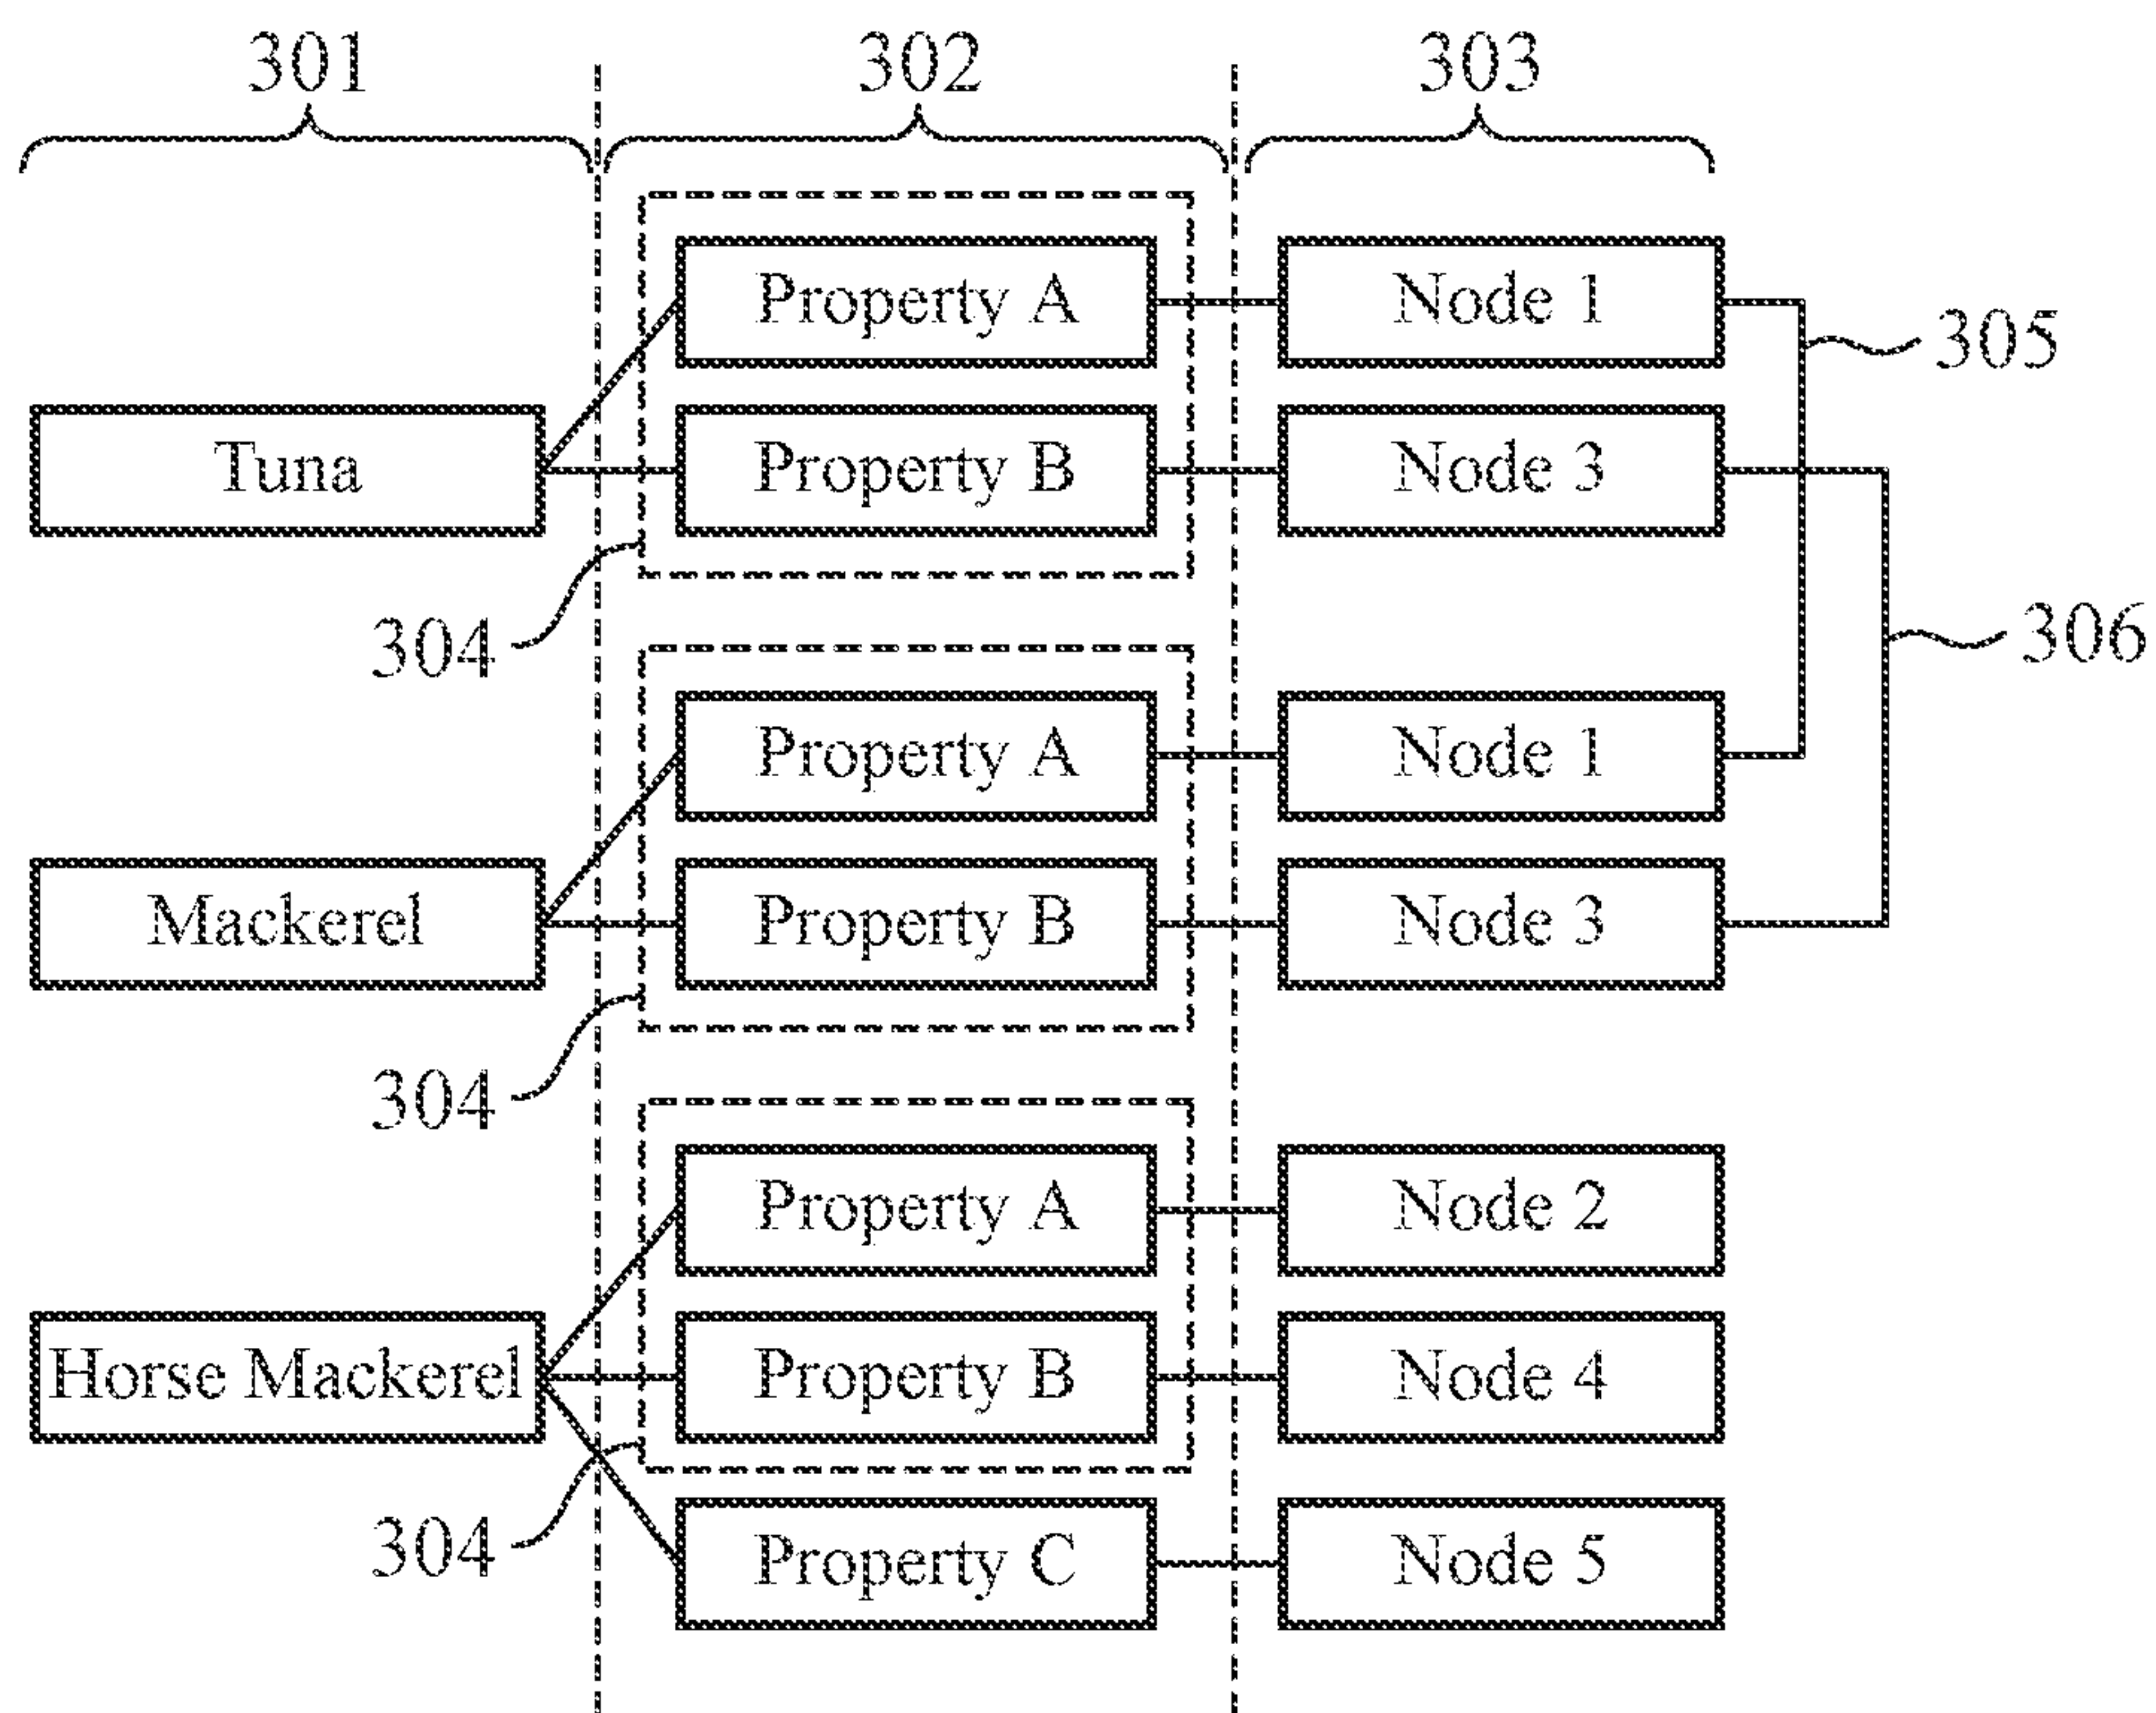 301
302
303
Property A
Node 1
305
Tuna
Property B
Node 3
304
306
Property A
Node 1
Mackerel
Property B
Node 3
304
Property A
Node 2
Horse Mackerel
Property B
Node 4
304
Property C
Node 5